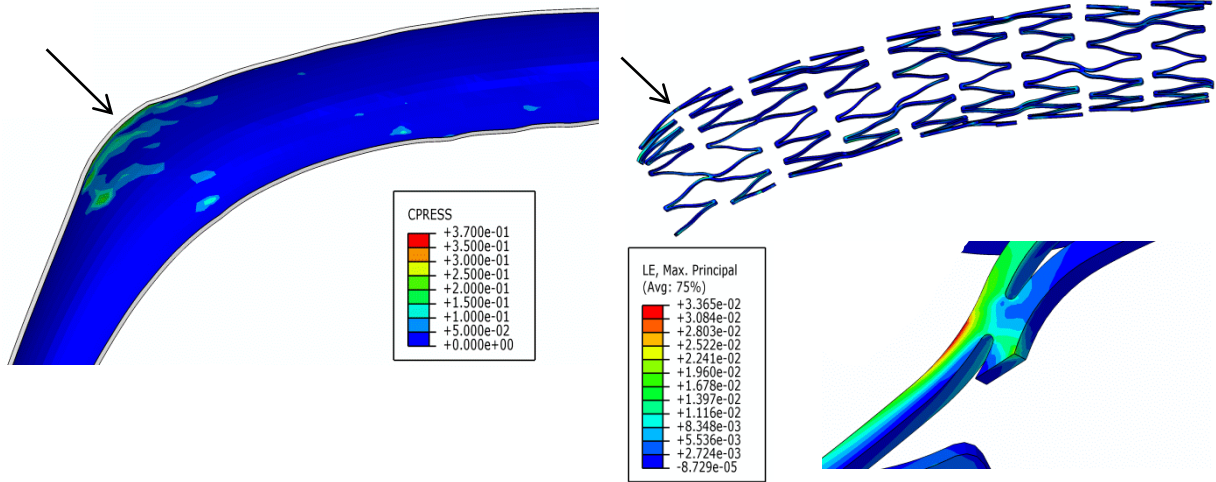 CPRESS
+3.700e-01
+3.500e-01
+3.000e-01
+2.500e-01
+2.000e-01
+1.500e-01
+1.000e-01
+5.000e-02
+0.000e+00
LE, Max. Principal
(Avg: 75%)
+3.365e-02
+3.084e-02
+2.803e-02
+2.522e-02
+2.241e-02
+1.960e-02
+1.678e-02
+1.397e-02
+1.116e-02
+8.348e-03
+5.536e-03
+2.724e-03
-8.729e-05